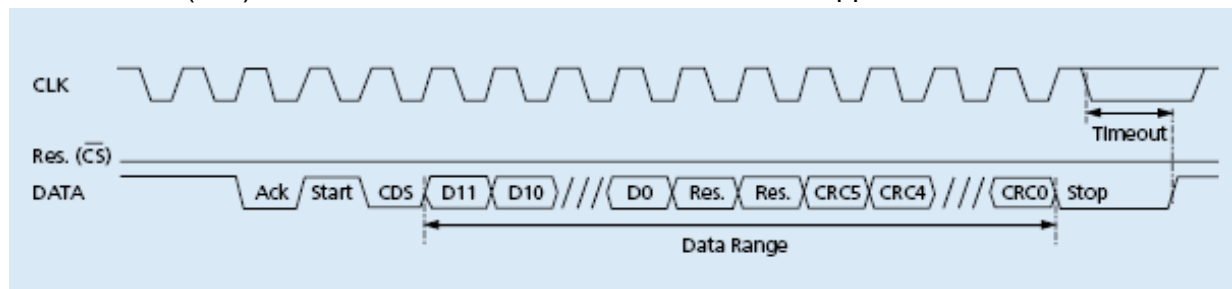 CLK
Timeout
Res. (CS)
DATA Ack Start CDS D11 D10 D0 Res. Res. CRC5 CRC4 CRC0 Stop
Data Range